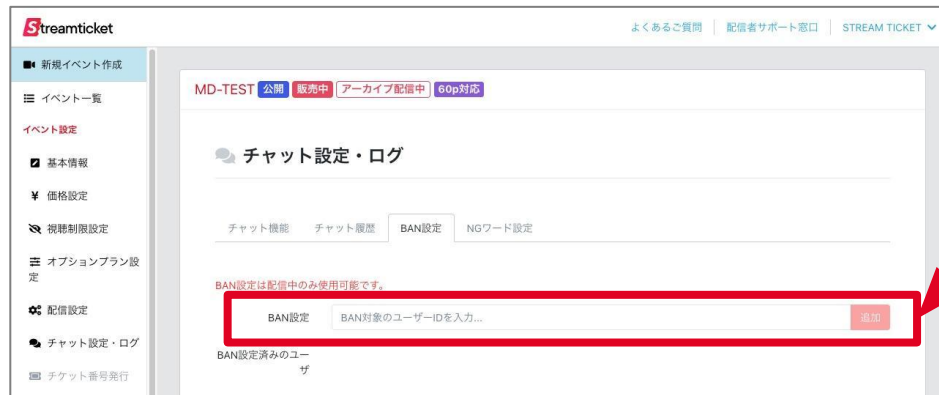 Streamticket
よくあるご質問
配信者サポート窓口
STREAM TICKET
新規イベント作成
イベント一覧
イベント設定
基本情報
価格設定
視聴制限設定
オプションプラン設
定
配信設定
チャット設定・ログ
チケット番号発行
MD-TEST 公開 販売中 アーカイブ配信中 60p対応
チャット設定・ログ
チャット機能 チャット履歴 BAN設定 NGワード設定
BAN設定は配信中のみ使用可能です。
BAN設定 BAN対象のユーザーIDを入力... 追加
BAN設定済みのユー
ザ